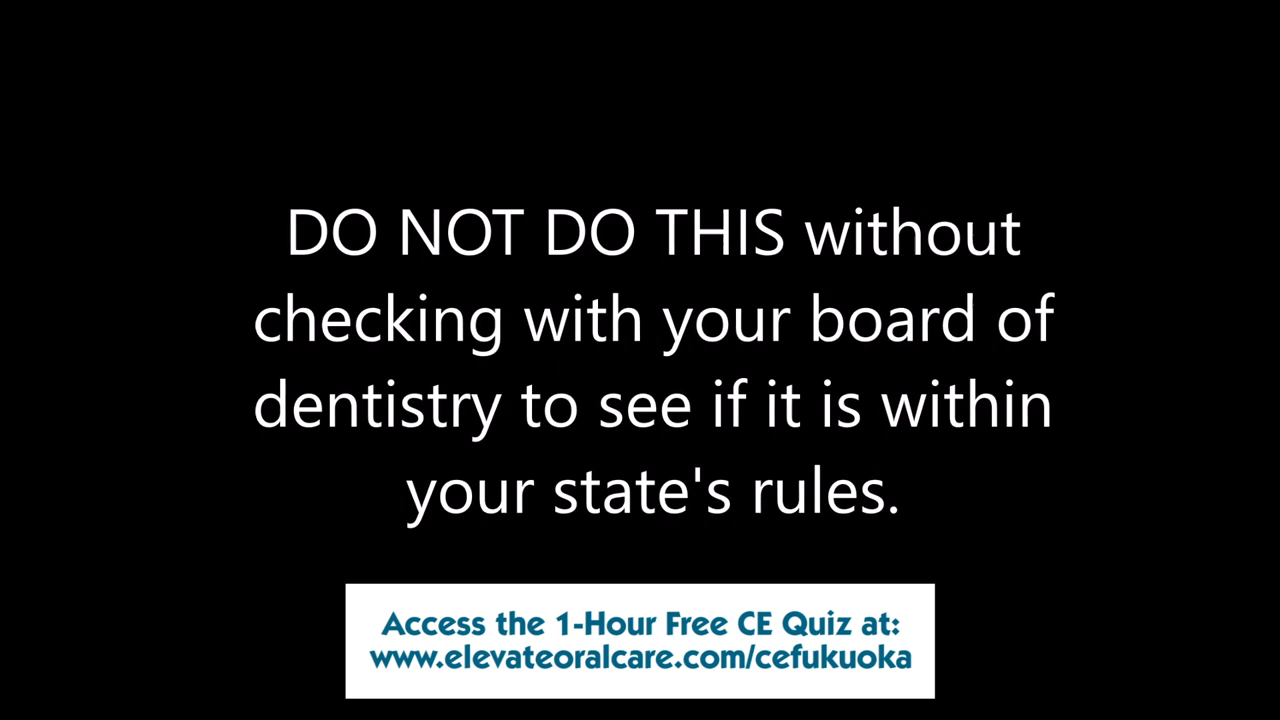 DO NOT DO THIS without
checking with your board of
dentistry to see if it is within
your state's rules.
Access the 1-Hour Free CE Quiz at:
www.elevateoralcare.com/cefukuoka